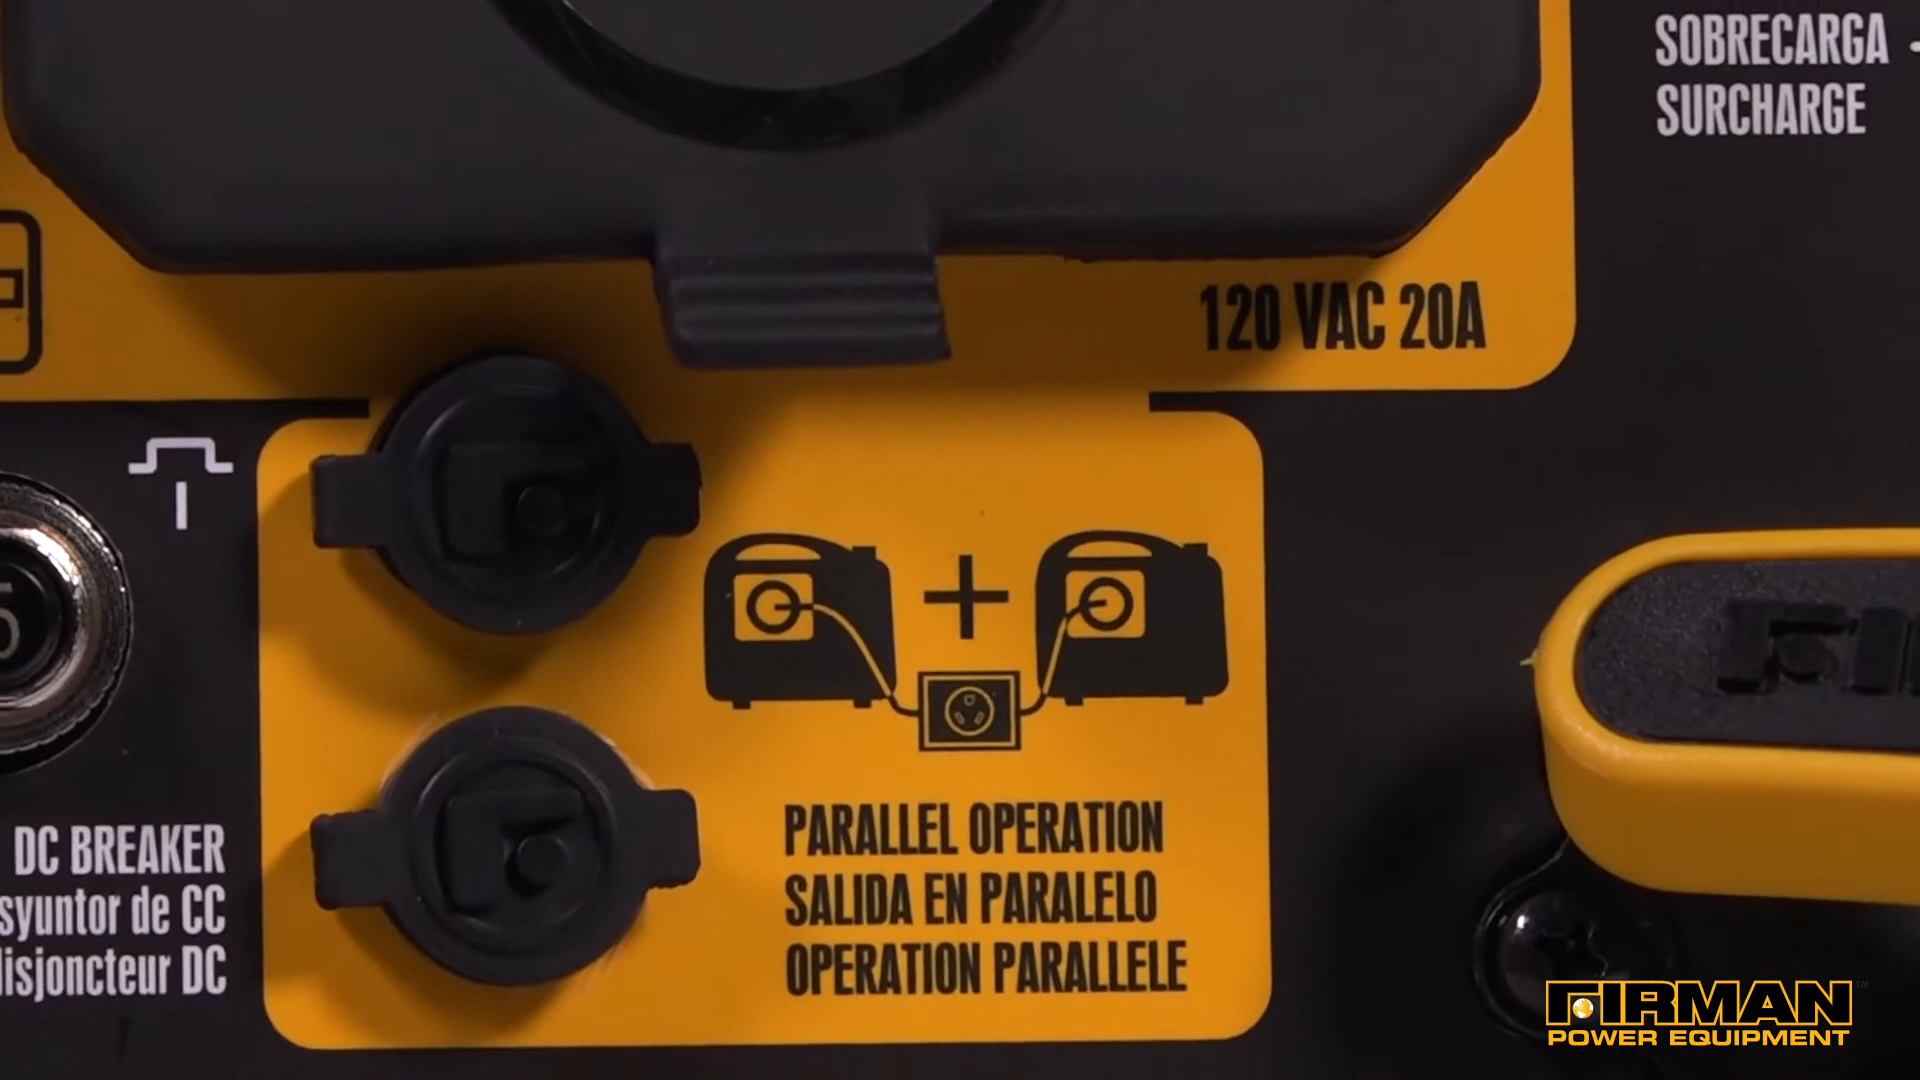 SOBRECARGA
SURCHARGE
120 VAC 20A
DC BREAKER
PARALLEL OPERATION
SALIDA EN PARALELO
OPERATION PARALLELE
syuntor de CC
isjoncteur DC
FIRMAN
POWER EQUIPMENT